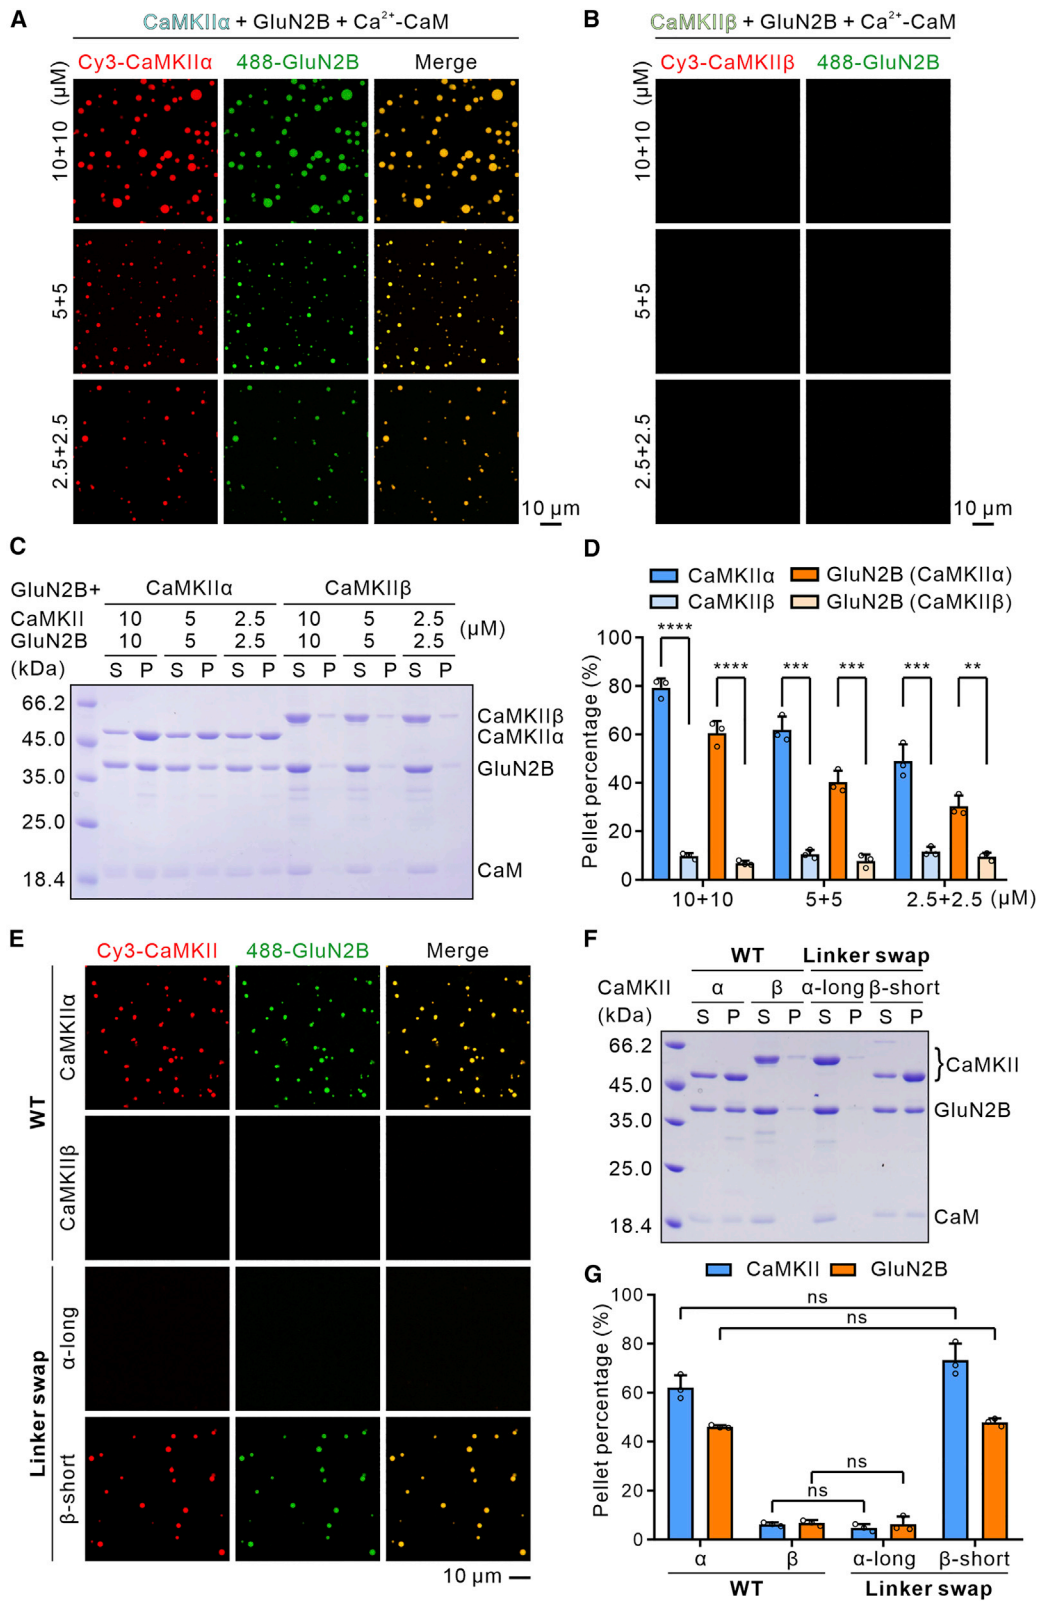 A
CaMKIIα + GluN2B + Ca²⁺-CaM
Cy3-CaMKIIα 488-GluN2B Merge
10+10 (μM)
5+5
2.5+2.5
10 μm
B
CaMKIIβ + GluN2B + Ca²⁺-CaM
Cy3-CaMKIIβ 488-GluN2B
10+10 (μM)
5+5
2.5+2.5
10 μm
C
GluN2B+ CaMKIIα CaMKIIβ
CaMKII 10 5 2.5 10 5 2.5
GluN2B 10 5 2.5 10 5 2.5
(μM)
(kDa) S P S P S P S P S P S P
66.2
45.0
35.0
25.0
18.4
CaMKIIβ
CaMKIIα
GluN2B
CaM
D
CaMKIIα GluN2B (CaMKIIα)
CaMKIIβ GluN2B (CaMKIIβ)
Pellet percentage (%)
100
80
60
40
20
0
**** **** *** *** *** **
10+10 5+5 2.5+2.5 (μM)
E
Cy3-CaMKII 488-GluN2B Merge
WT
CaMKIIα
CaMKIIβ
Linker swap
α-long
β-short
10 μm
F
WT Linker swap
CaMKII α β α-long β-short
(kDa) S P S P S P S P
66.2
45.0
35.0
25.0
18.4
CaMKII
GluN2B
CaM
G
CaMKII GluN2B
Pellet percentage (%)
100
80
60
40
20
0
ns
ns
ns
ns
α β α-long β-short
WT Linker swap